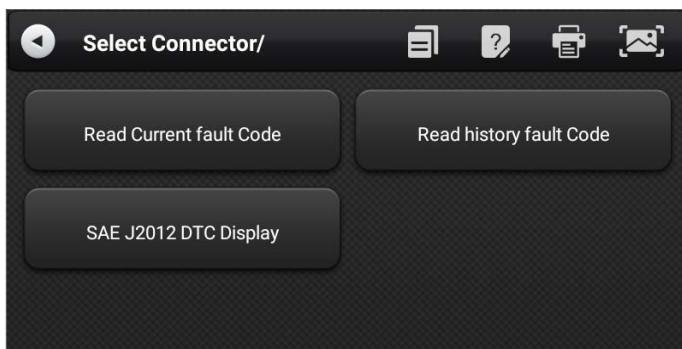 Select Connector/
Read Current fault Code
Read history fault Code
SAE J2012 DTC Display